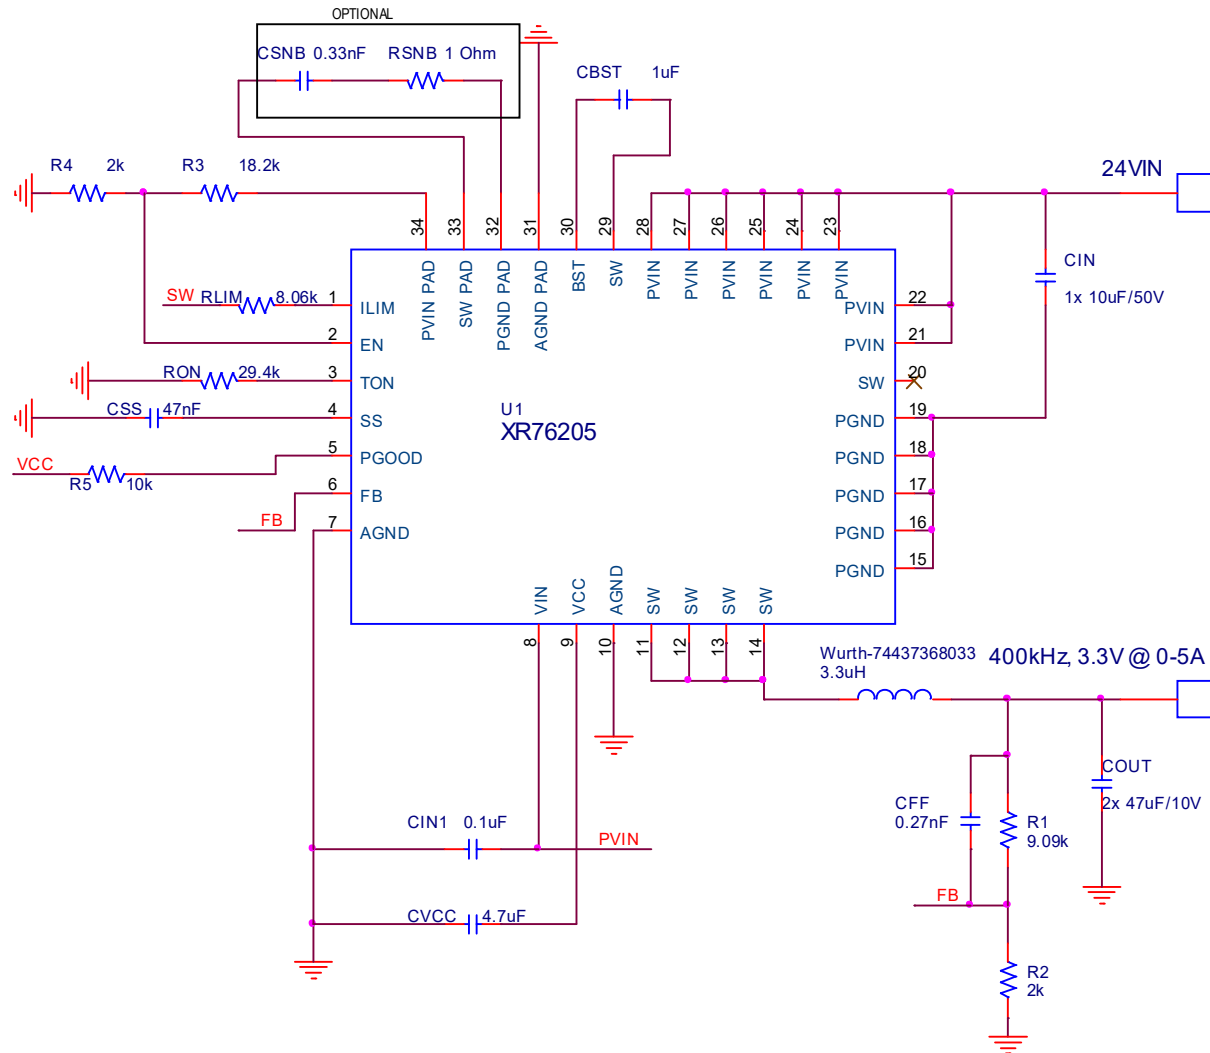 OPTIONAL
CSNB 0.33nF RSNB 1 Ohm
CBST 1uF
R4 2k R3 18.2k
24VIN
34 33 32 31 30 29 28 27 26 25 24 23
PVIN PAD
SW PAD
PGND PAD
AGND PAD
BST
SW
PVIN
PVIN
PVIN
PVIN
PVIN
PVIN
CIN
1x 10uF/50V
SW RLIM 8.06k 1 ILIM
2 EN
RON 29.4k 3 TON
CSS 47nF 4 SS
5 PGOOD
VCC
R5 10k
6 FB
FB
7 AGND
U1
XR76205
PVIN 22
PVIN 21
SW 20
PGND 19
PGND 18
PGND 17
PGND 16
PGND 15
VIN
VCC
AGND
SW
SW
SW
SW
8 9 10 11 12 13 14
Wurth-74437368033
3.3uH
400kHz, 3.3V @ 0-5A
COUT
2x 47uF/10V
CFF
0.27nF
R1
9.09k
CIN1 0.1uF
PVIN
FB
CVCC 4.7uF
R2
2k